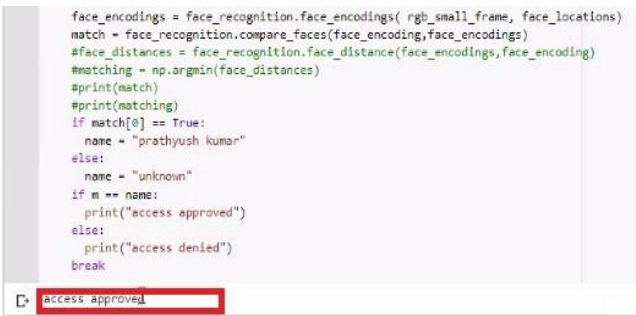 face_encodings = face_recognition.face_encodings( rgb_small_frame, face_locations)
match = face_recognition.compare_faces(face_encoding,face_encodings)
#face_distances = face_recognition.face_distance(face_encodings,face_encoding)
#matching = np.argmin(face_distances)
#print(match)
#print(matching)
if match[0] == True:
name = "prathyush kumar"
else:
name = "unknown"
if m == name:
print("access approved")
else:
print("access denied")
break
access approved